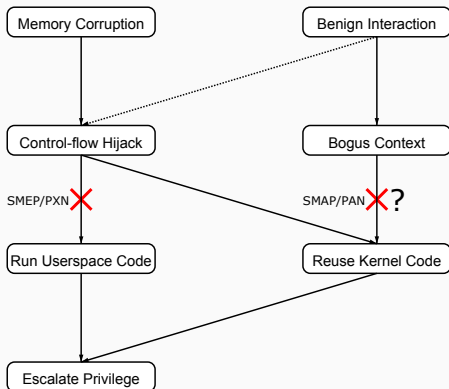 Memory Corruption
Benign Interaction
Control-flow Hijack
Bogus Context
SMEP/PXN
SMAP/PAN
?
Run Userspace Code
Reuse Kernel Code
Escalate Privilege